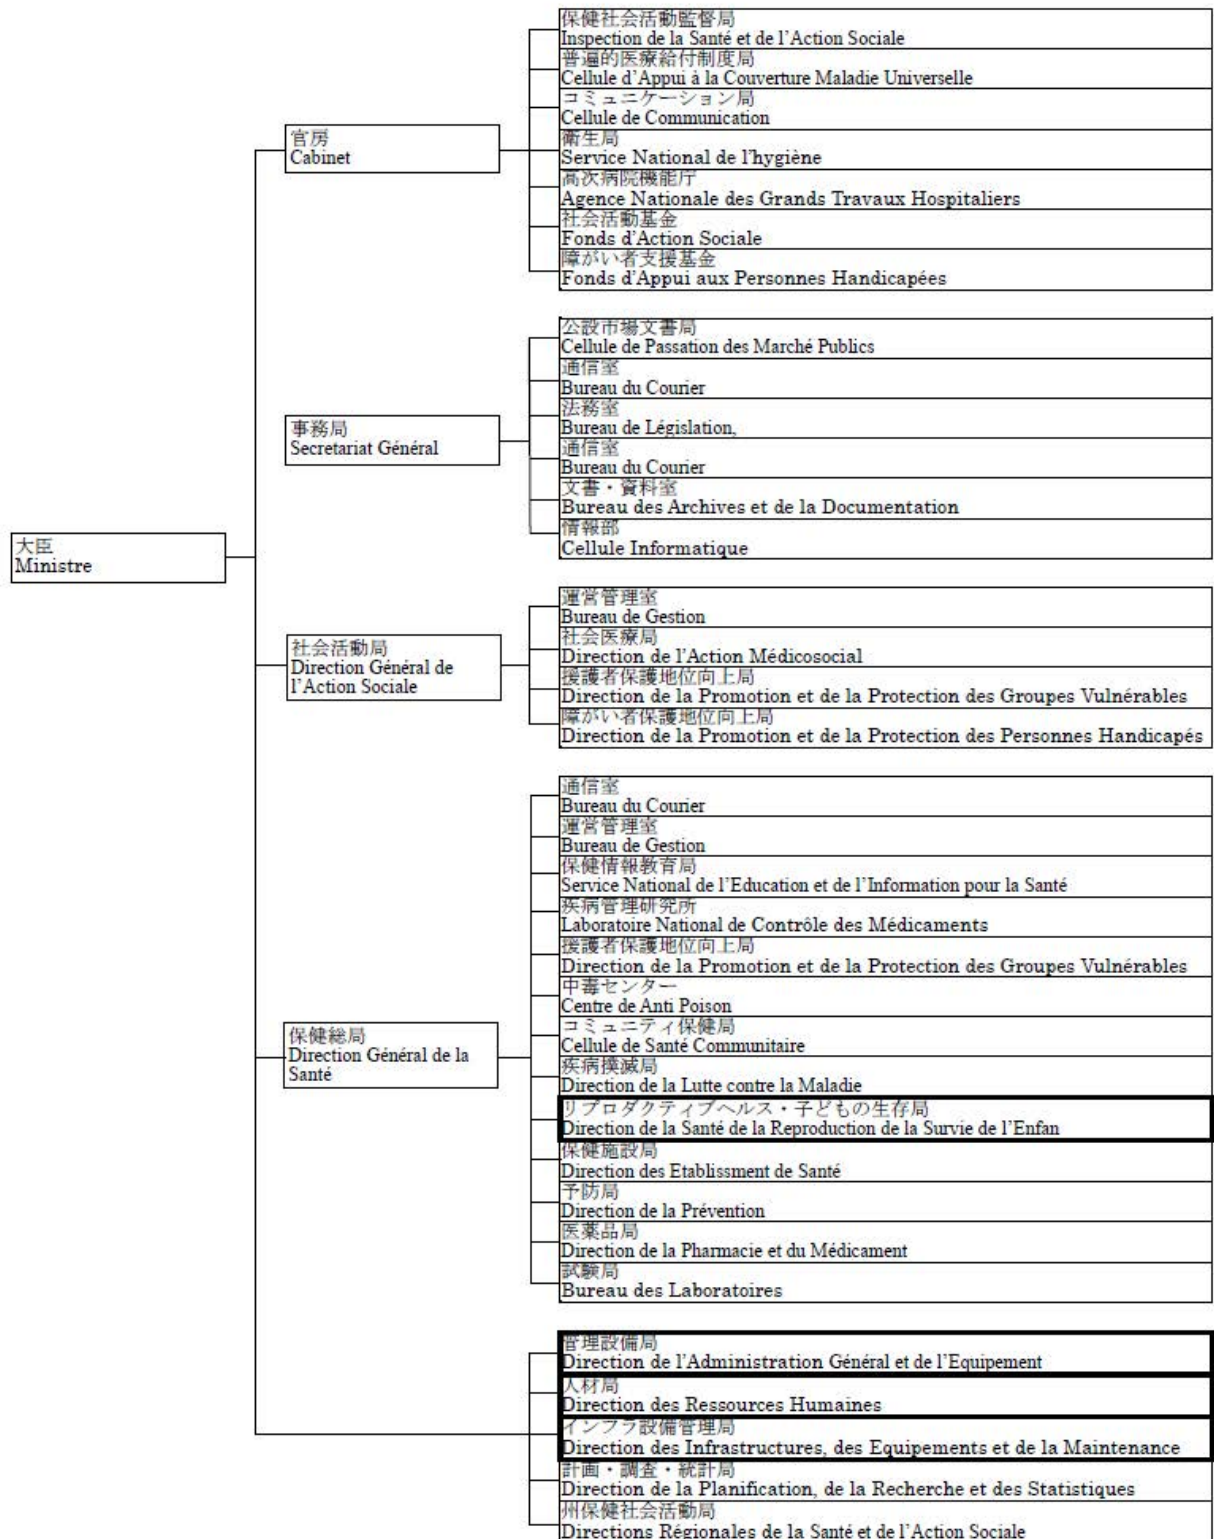 大臣
Ministre
官房
Cabinet
保健社会活動監督局
Inspection de la Santé et de l'Action Sociale
普遍的医療給付制度局
Cellule d'Appui à la Couverture Maladie Universelle
コミュニケーション局
Cellule de Communication
衛生局
Service National de l'hygiène
高次病院機能庁
Agence Nationale des Grands Travaux Hospitaliers
社会活動基金
Fonds d'Action Sociale
障がい者支援基金
Fonds d'Appui aux Personnes Handicapées
事務局
Secretariat Général
公設市場文書局
Cellule de Passation des Marché Publics
通信室
Bureau du Courier
法務室
Bureau de Législation,
通信室
Bureau du Courier
文書・資料室
Bureau des Archives et de la Documentation
情報部
Cellule Informatique
社会活動局
Direction Général de
l'Action Sociale
運営管理室
Bureau de Gestion
社会医療局
Direction de l'Action Médicosocial
援護者保護地位向上局
Direction de la Promotion et de la Protection des Groupes Vulnérables
障がい者保護地位向上局
Direction de la Promotion et de la Protection des Personnes Handicapés
保健総局
Direction Général de la
Santé
通信室
Bureau du Courier
運営管理室
Bureau de Gestion
保健情報教育局
Service National de l'Education et de l'Information pour la Santé
疾病管理研究所
Laboratoire National de Contrôle des Médicaments
援護者保護地位向上局
Direction de la Promotion et de la Protection des Groupes Vulnérables
中毒センター
Centre de Anti Poison
コミュニティ保健局
Cellule de Santé Communitaire
疾病撲滅局
Direction de la Lutte contre la Maladie
リプロダクティブヘルス・子どもの生存局
Direction de la Santé de la Reproduction de la Survie de l'Enfan
保健施設局
Direction des Etablissment de Santé
予防局
Direction de la Prévention
医薬品局
Direction de la Pharmacie et du Médicament
試験局
Bureau des Laboratoires
管理設備局
Direction de l'Administration Général et de l'Equipement
人材局
Direction des Ressources Humaines
インフラ設備管理局
Direction des Infrastructures, des Equipements et de la Maintenance
計画・調査・統計局
Direction de la Planification, de la Recherche et des Statistiques
州保健社会活動局
Directions Régionales de la Santé et de l'Action Sociale